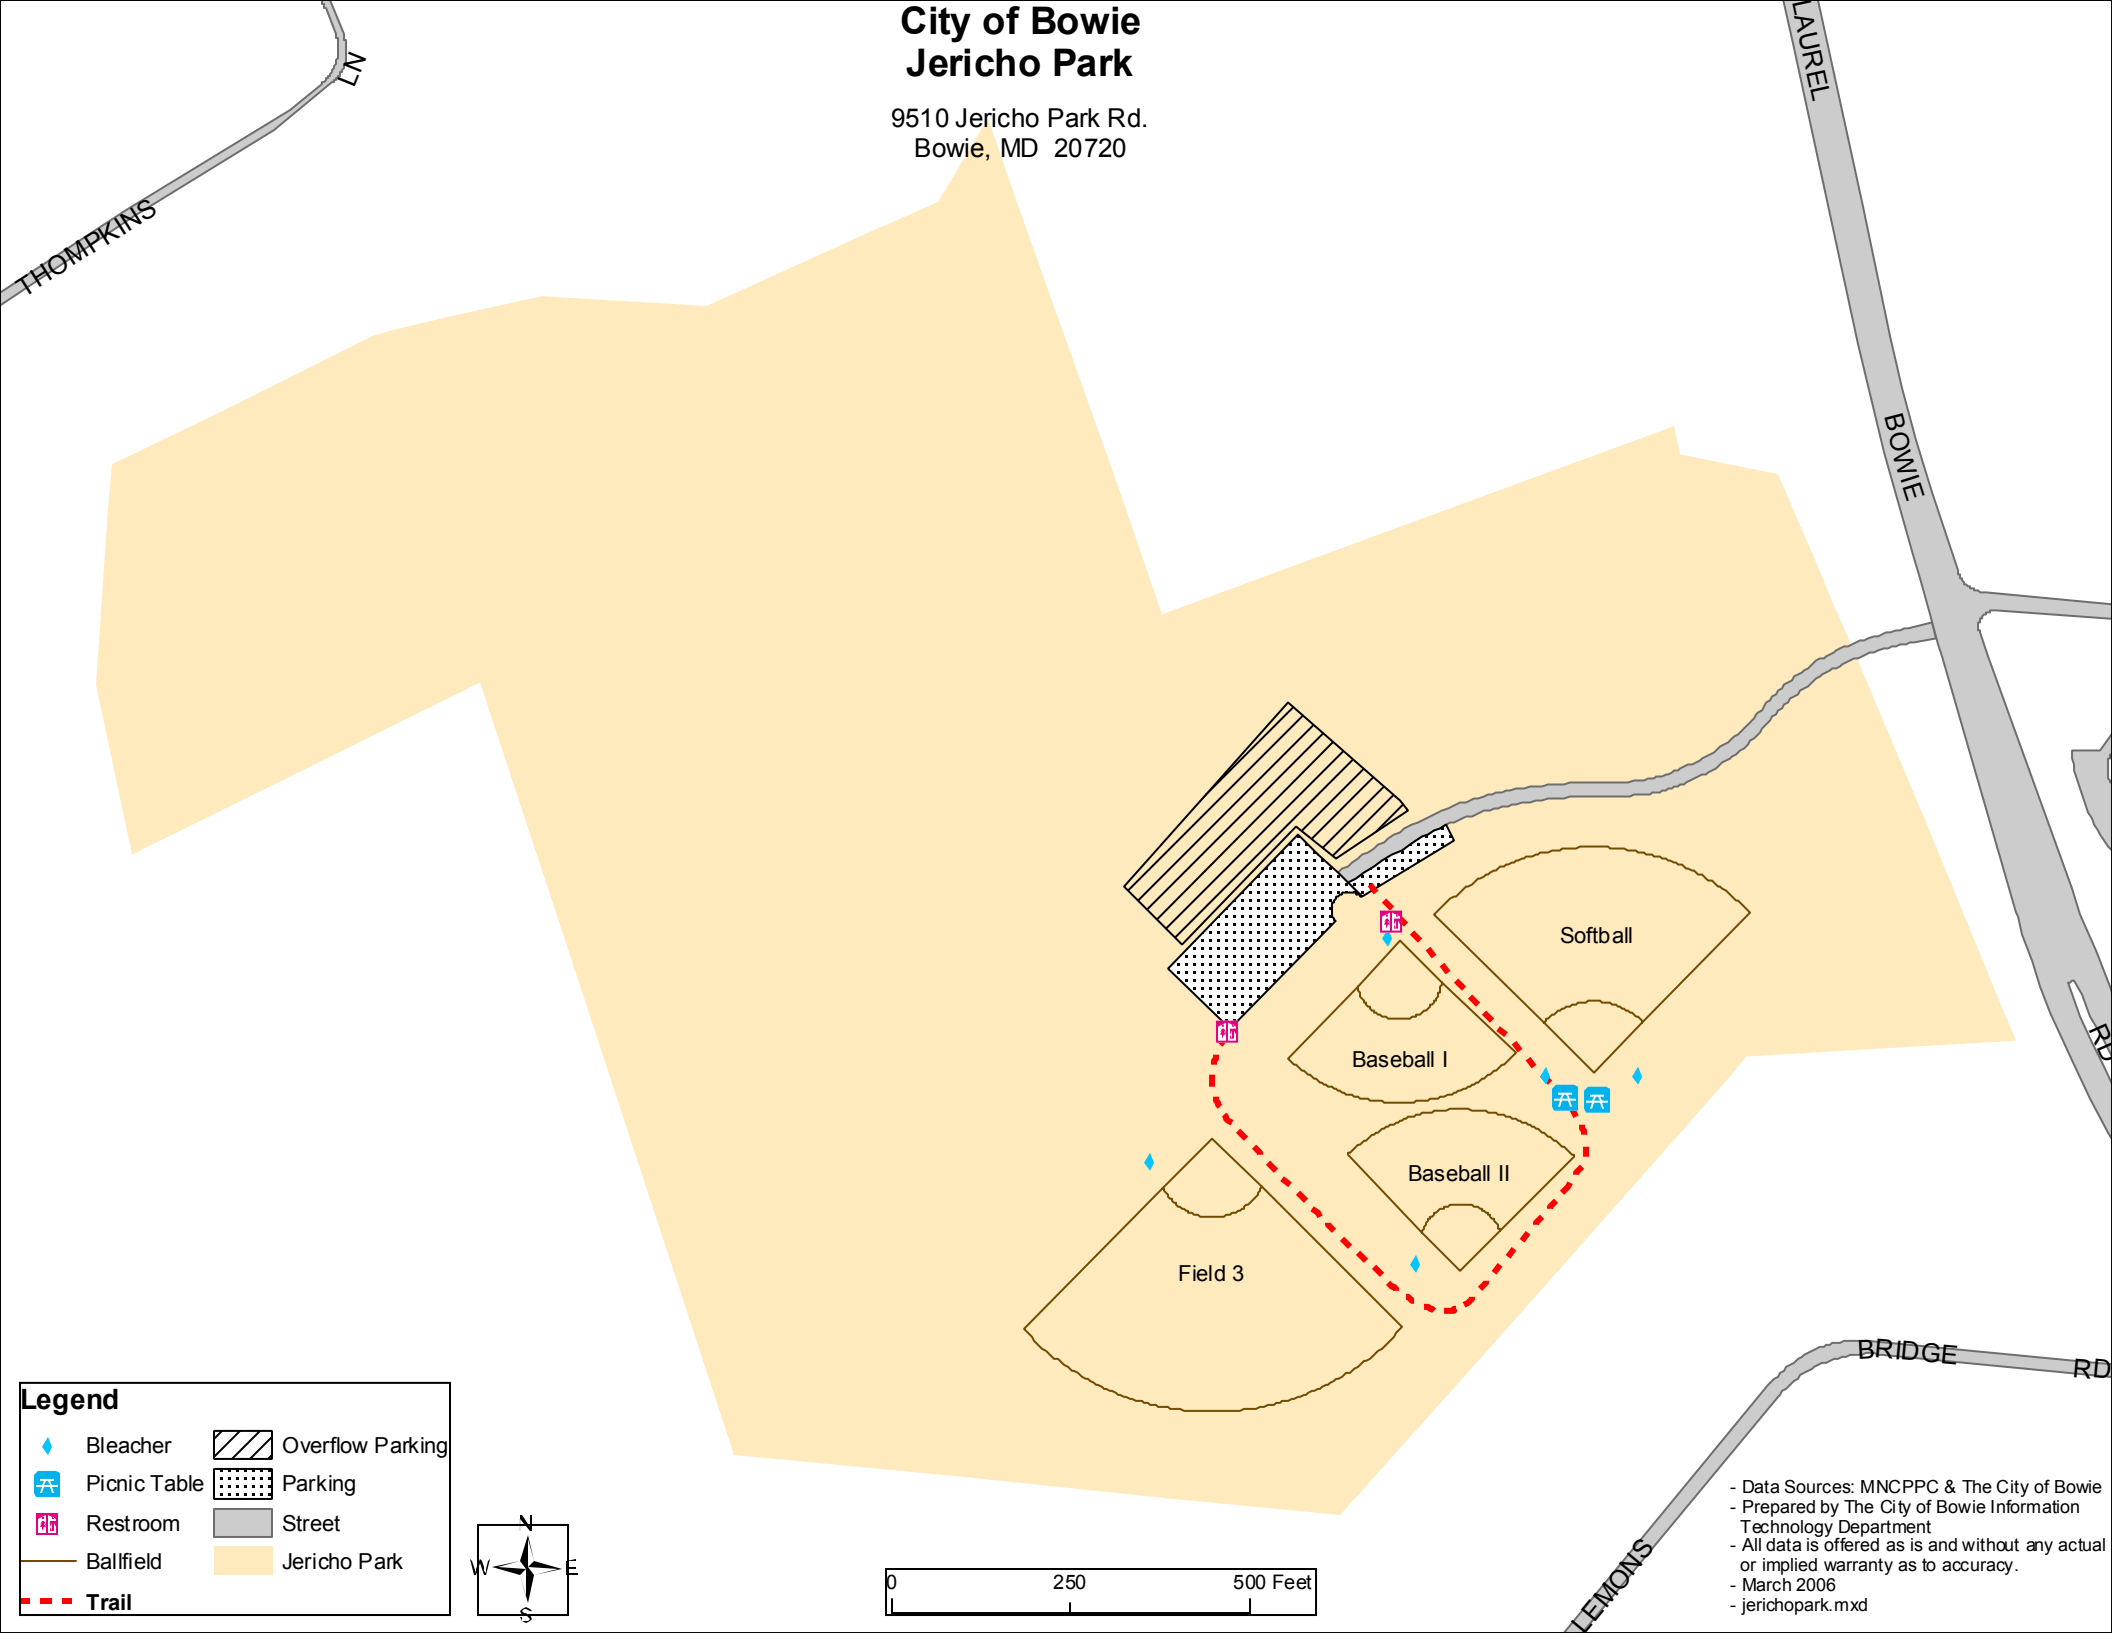 City of Bowie
Jericho Park
9510 Jericho Park Rd.
Bowie, MD  20720
LN
THOMPKINS
LAUREL
BOWIE
RD
Softball
Baseball I
Baseball II
Field 3
BRIDGE
RD
LEMONS
Legend
Bleacher
Overflow Parking
Picnic Table
Parking
Restroom
Street
Ballfield
Jericho Park
Trail
N
W
E
S
0
250
500 Feet
- Data Sources: MNCPPC & The City of Bowie
- Prepared by The City of Bowie Information
Technology Department
- All data is offered as is and without any actual
or implied warranty as to accuracy.
- March 2006
- jerichopark.mxd